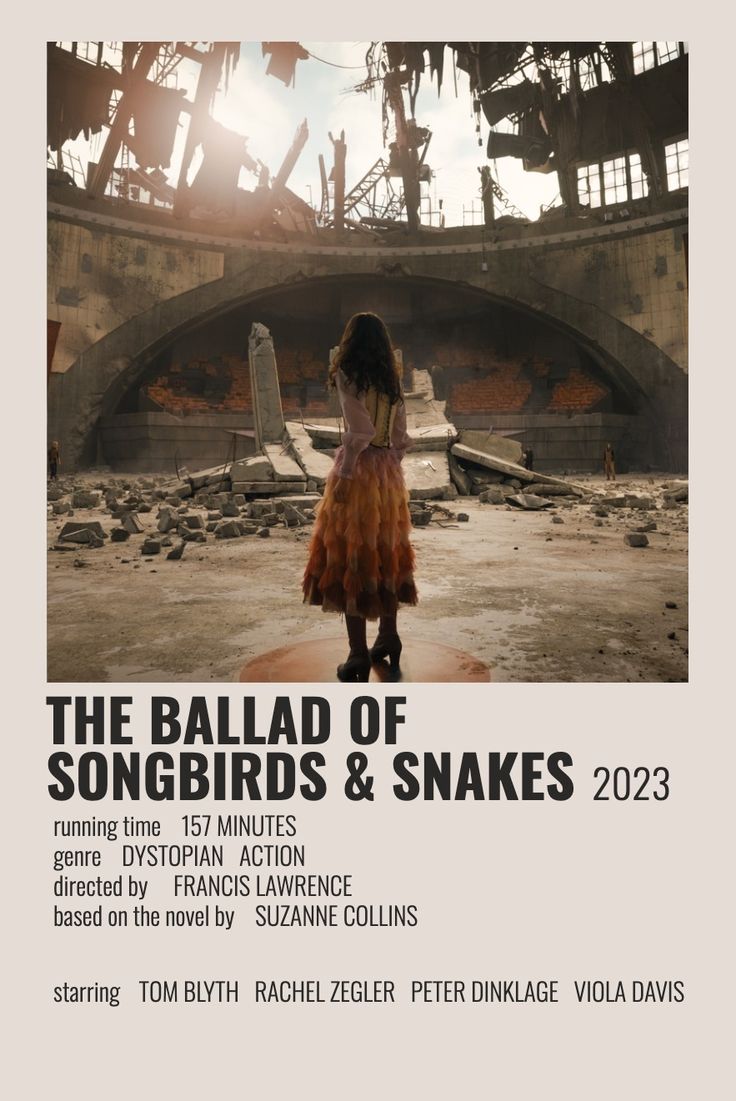 THE BALLAD OF
SONGBIRDS & SNAKES 2023
running time 157 MINUTES
genre DYSTOPIAN ACTION
directed by FRANCIS LAWRENCE
based on the novel by SUZANNE COLLINS
starring TOM BLYTH RACHEL ZEGLER PETER DINKLAGE VIOLA DAVIS